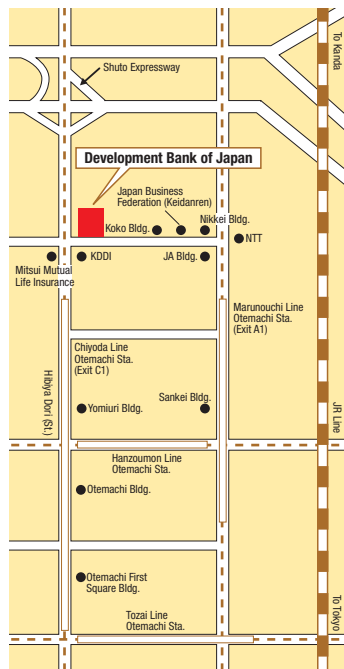 To Kanda
Shuto Expressway
Development Bank of Japan
Japan Business
Federation (Keidanren)
Nikkei Bldg.
Koko Bldg.
NTT
KDDI
JA Bldg.
Mitsui Mutual
Life Insurance
Marunouchi Line
Otemachi Sta.
(Exit A1)
Chiyoda Line
Otemachi Sta.
(Exit C1)
Hibiya Dori (St.)
Yomiuri Bldg.
Sankei Bldg.
JR Line
Hanzoumon Line
Otemachi Sta.
Otemachi Bldg.
Otemachi First
Square Bldg.
Tozai Line
Otemachi Sta.
To Tokyo